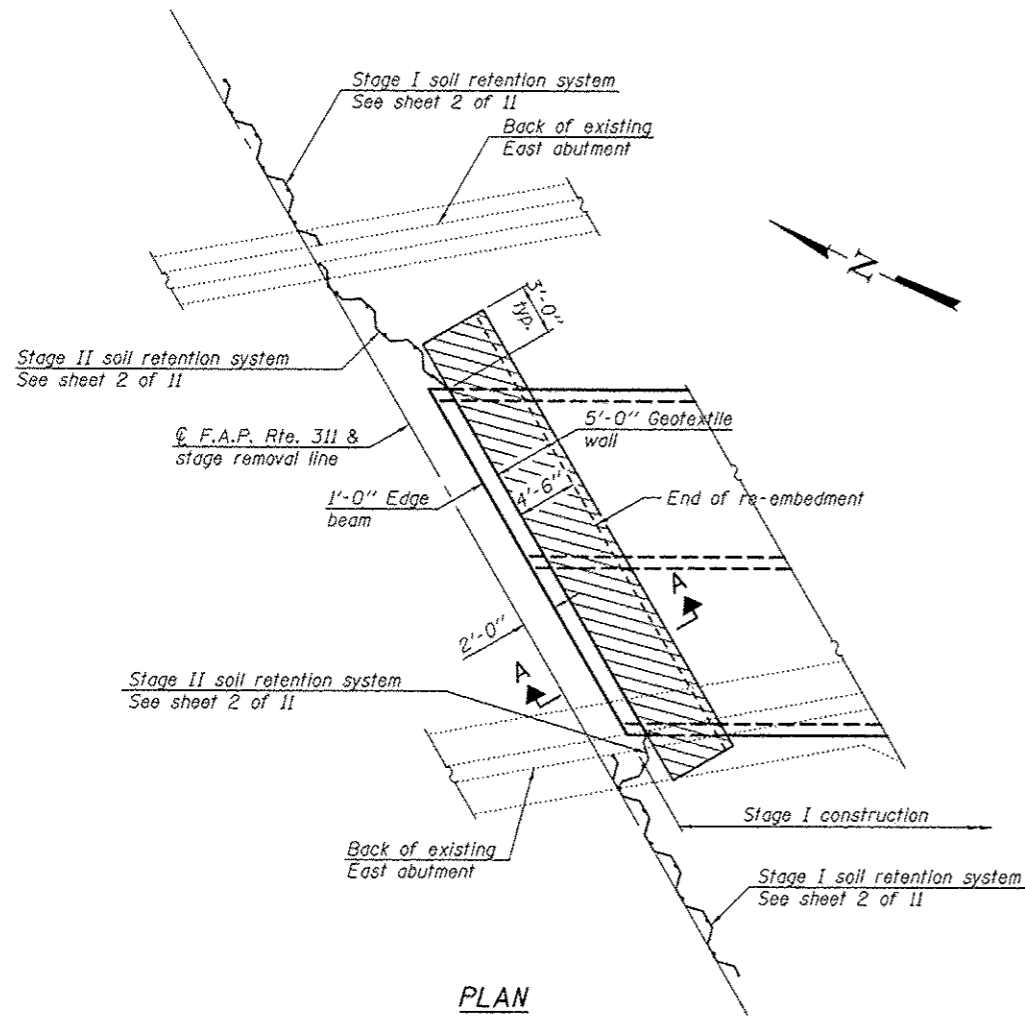 Stage I soil retention system
See sheet 2 of 11
Back of existing
East abutment
N
3'-0"
typ.
Stage II soil retention system
See sheet 2 of 11
5'-0" Geotextile
wall
℄ F.A.P. Rte. 311 &
stage removal line
4'-6"
1'-0" Edge
beam
End of re-embedment
A
2'-0"
A
Stage II soil retention system
See sheet 2 of 11
Stage I construction
Back of existing
East abutment
Stage I soil retention system
See sheet 2 of 11
PLAN